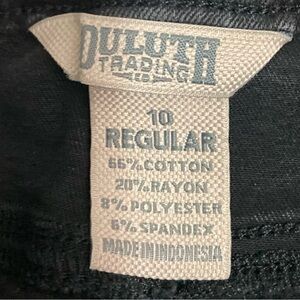 DULUTH
TRADING
CO
10
REGULAR
66% COTTON
20% RAYON
8% POLYESTER
6% SPANDEX
MADE IN INDONESIA